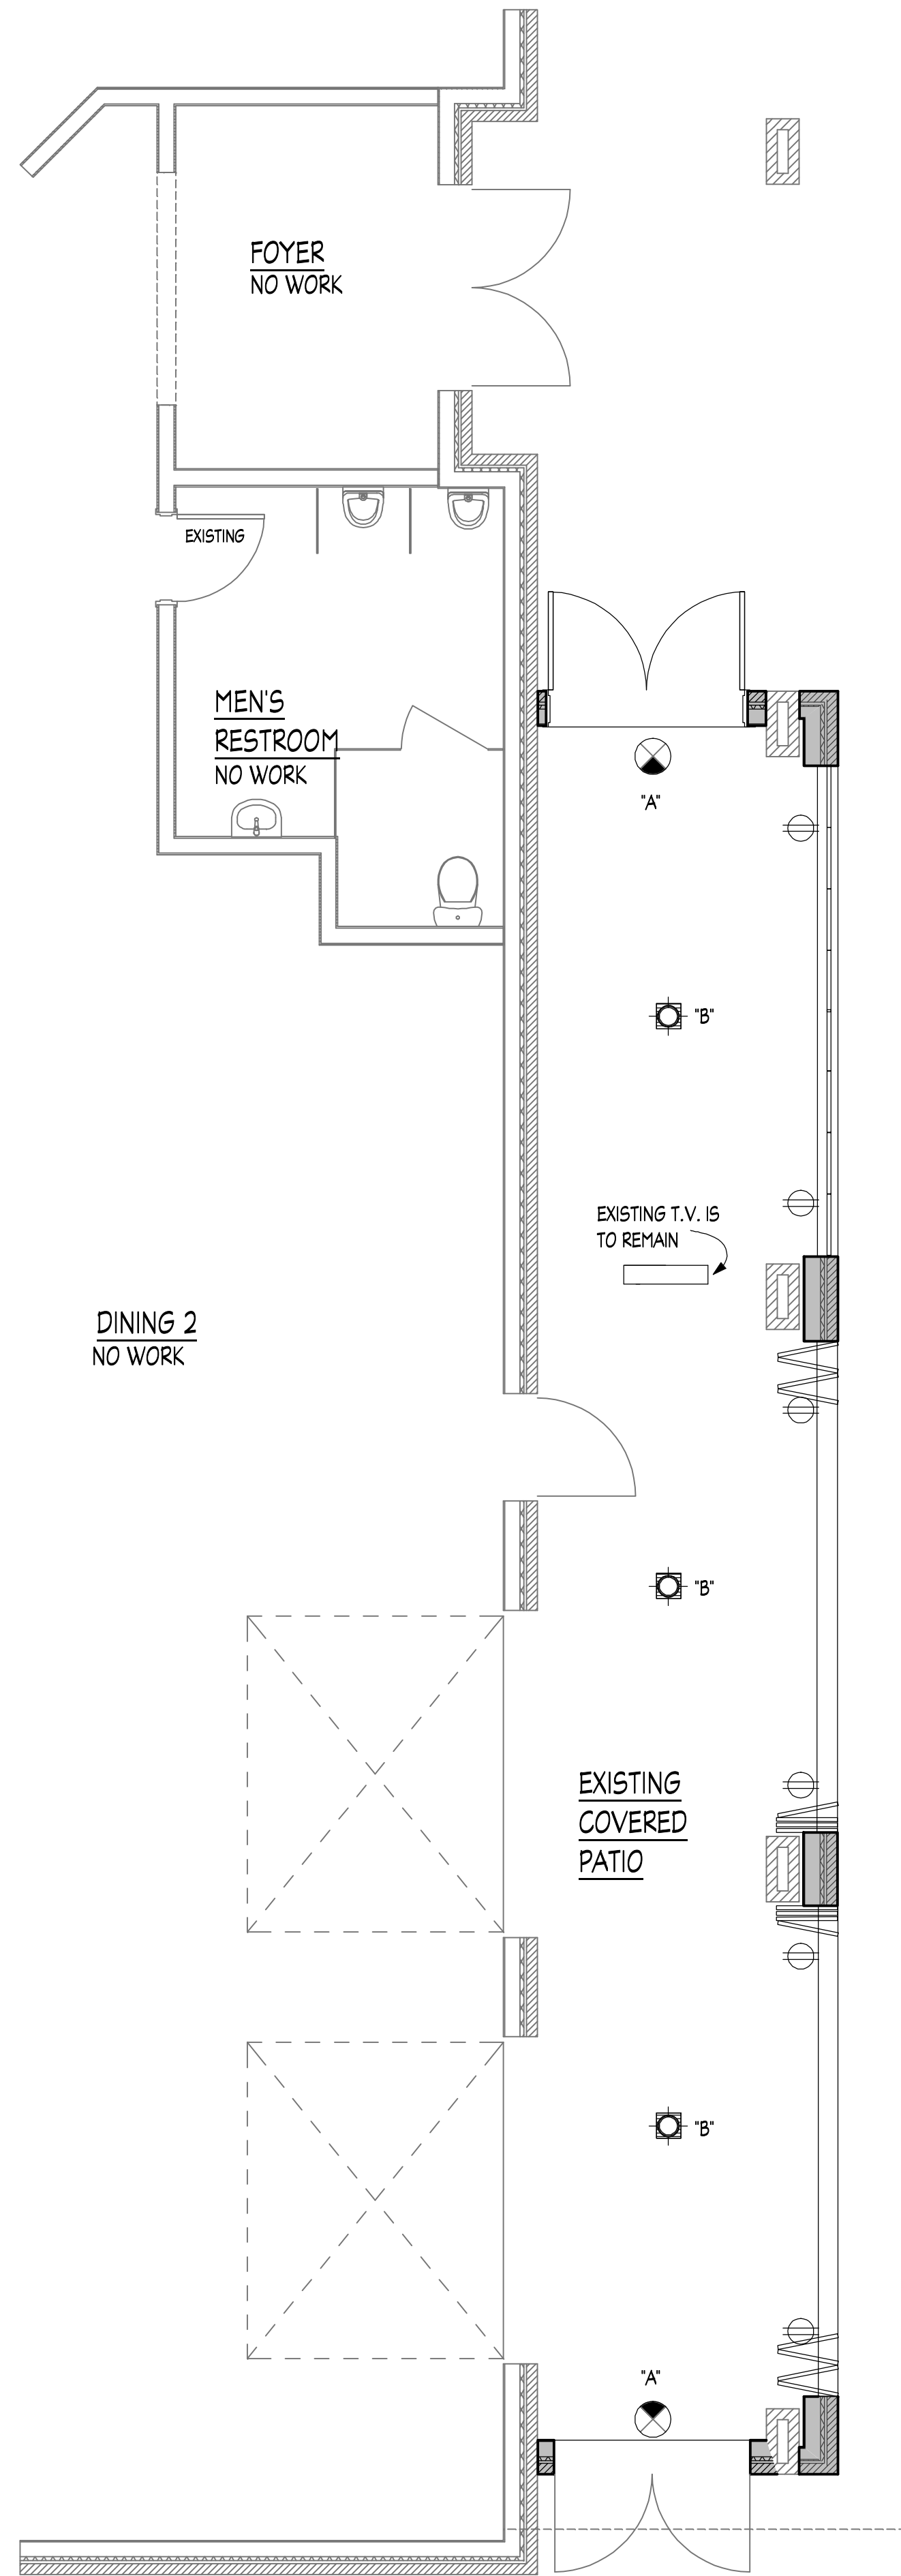 FOYER
NO WORK
EXISTING
MEN'S
RESTROOM
NO WORK
"A"
"B"
EXISTING T.V. IS
TO REMAIN
DINING 2
NO WORK
"B"
EXISTING
COVERED
PATIO
"B"
"A"